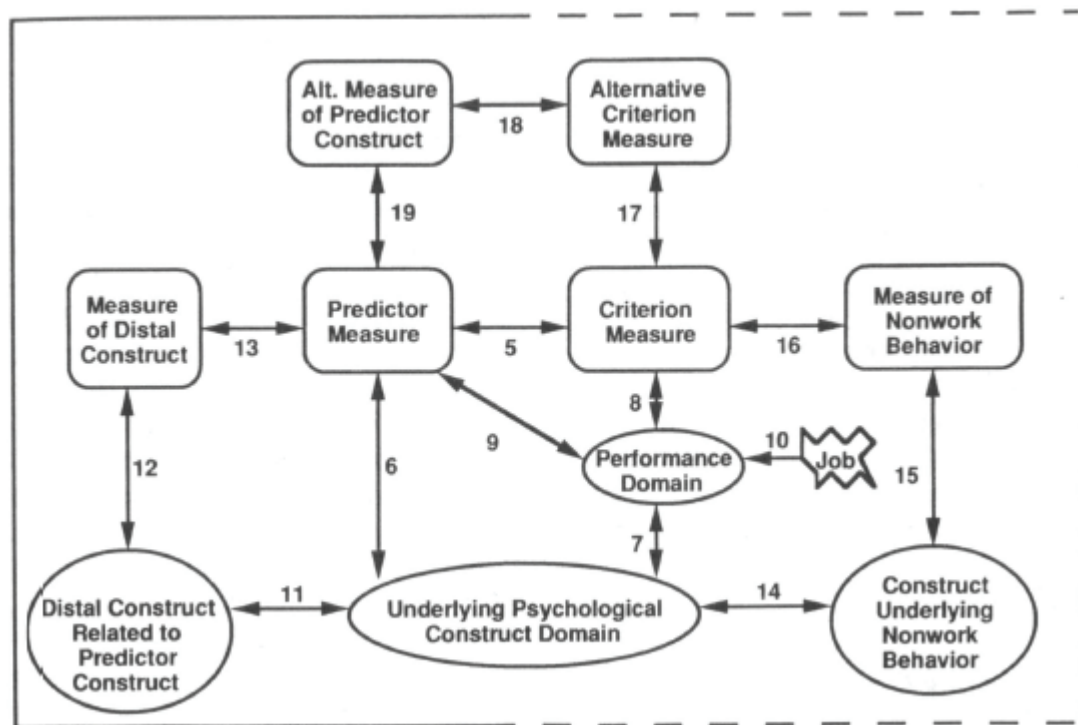 Alt. Measure
of Predictor
Construct
18
Alternative
Criterion
Measure
19
17
Measure
of Distal
Construct
13
Predictor
Measure
5
Criterion
Measure
16
Measure of
Nonwork
Behavior
12
6
9
8
Performance
Domain
10
Job
15
7
Distal Construct
Related to
Predictor
Construct
11
Underlying Psychological
Construct Domain
14
Construct
Underlying
Nonwork
Behavior